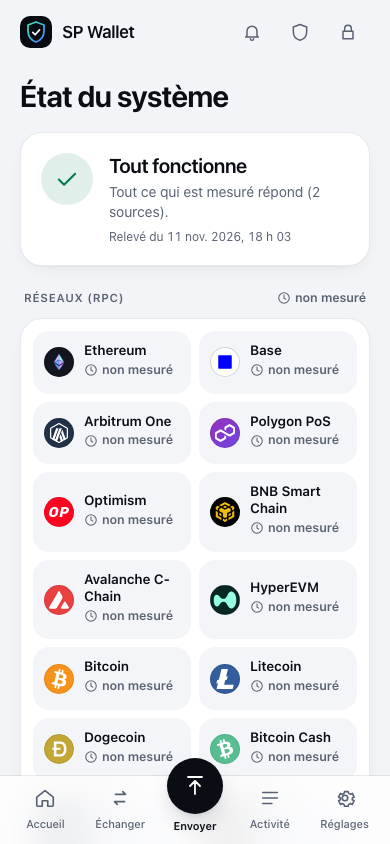 SP Wallet
État du système
Tout fonctionne
Tout ce qui est mesuré répond (2
sources).
Relevé du 11 nov. 2026, 18 h 03
RÉSEAUX (RPC)
non mesuré
Ethereum
non mesuré
Base
non mesuré
Arbitrum One
non mesuré
Polygon PoS
non mesuré
OP
Optimism
non mesuré
BNB Smart
Chain
non mesuré
Avalanche C-
Chain
non mesuré
HyperEVM
non mesuré
Bitcoin
non mesuré
Litecoin
non mesuré
Dogecoin
non mesuré
Bitcoin Cash
non mesuré
Accueil
Échanger
Envoyer
Activité
Réglages